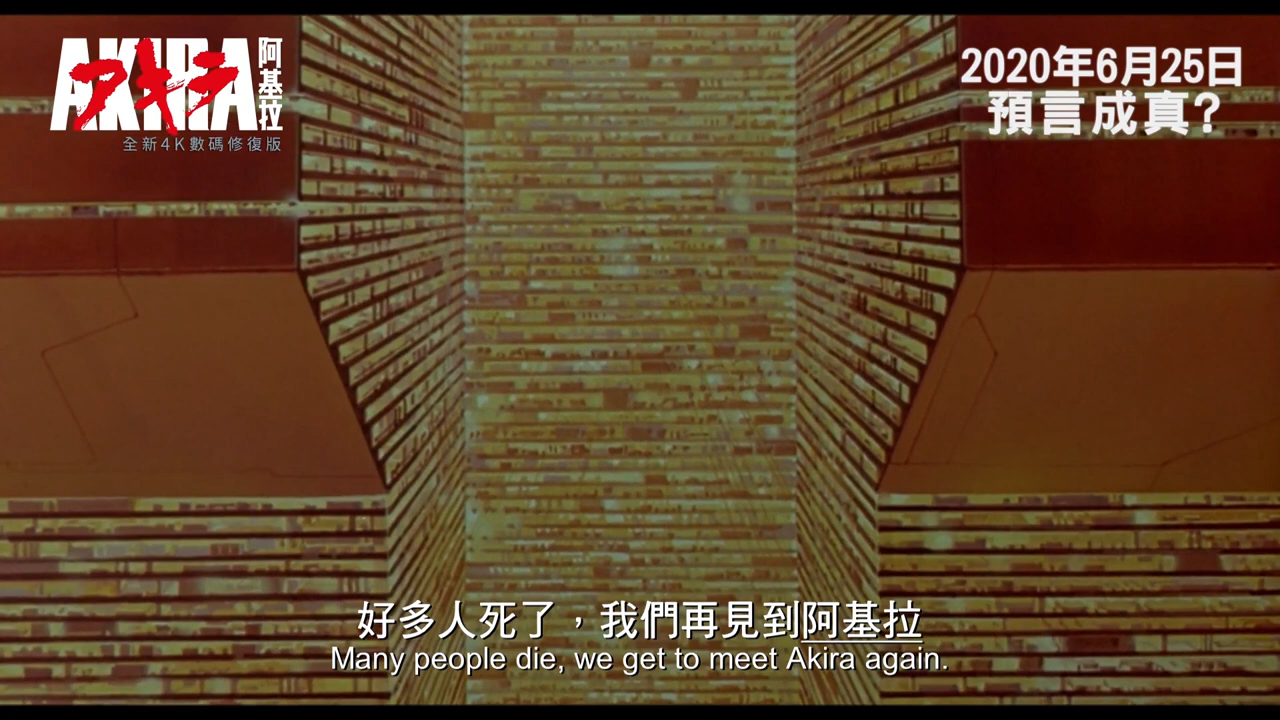 AKIRA
アキラ
阿基拉
全新4K數碼修復版
2020年6月25日
預言成真?
好多人死了，我們再見到阿基拉
Many people die, we get to meet Akira again.